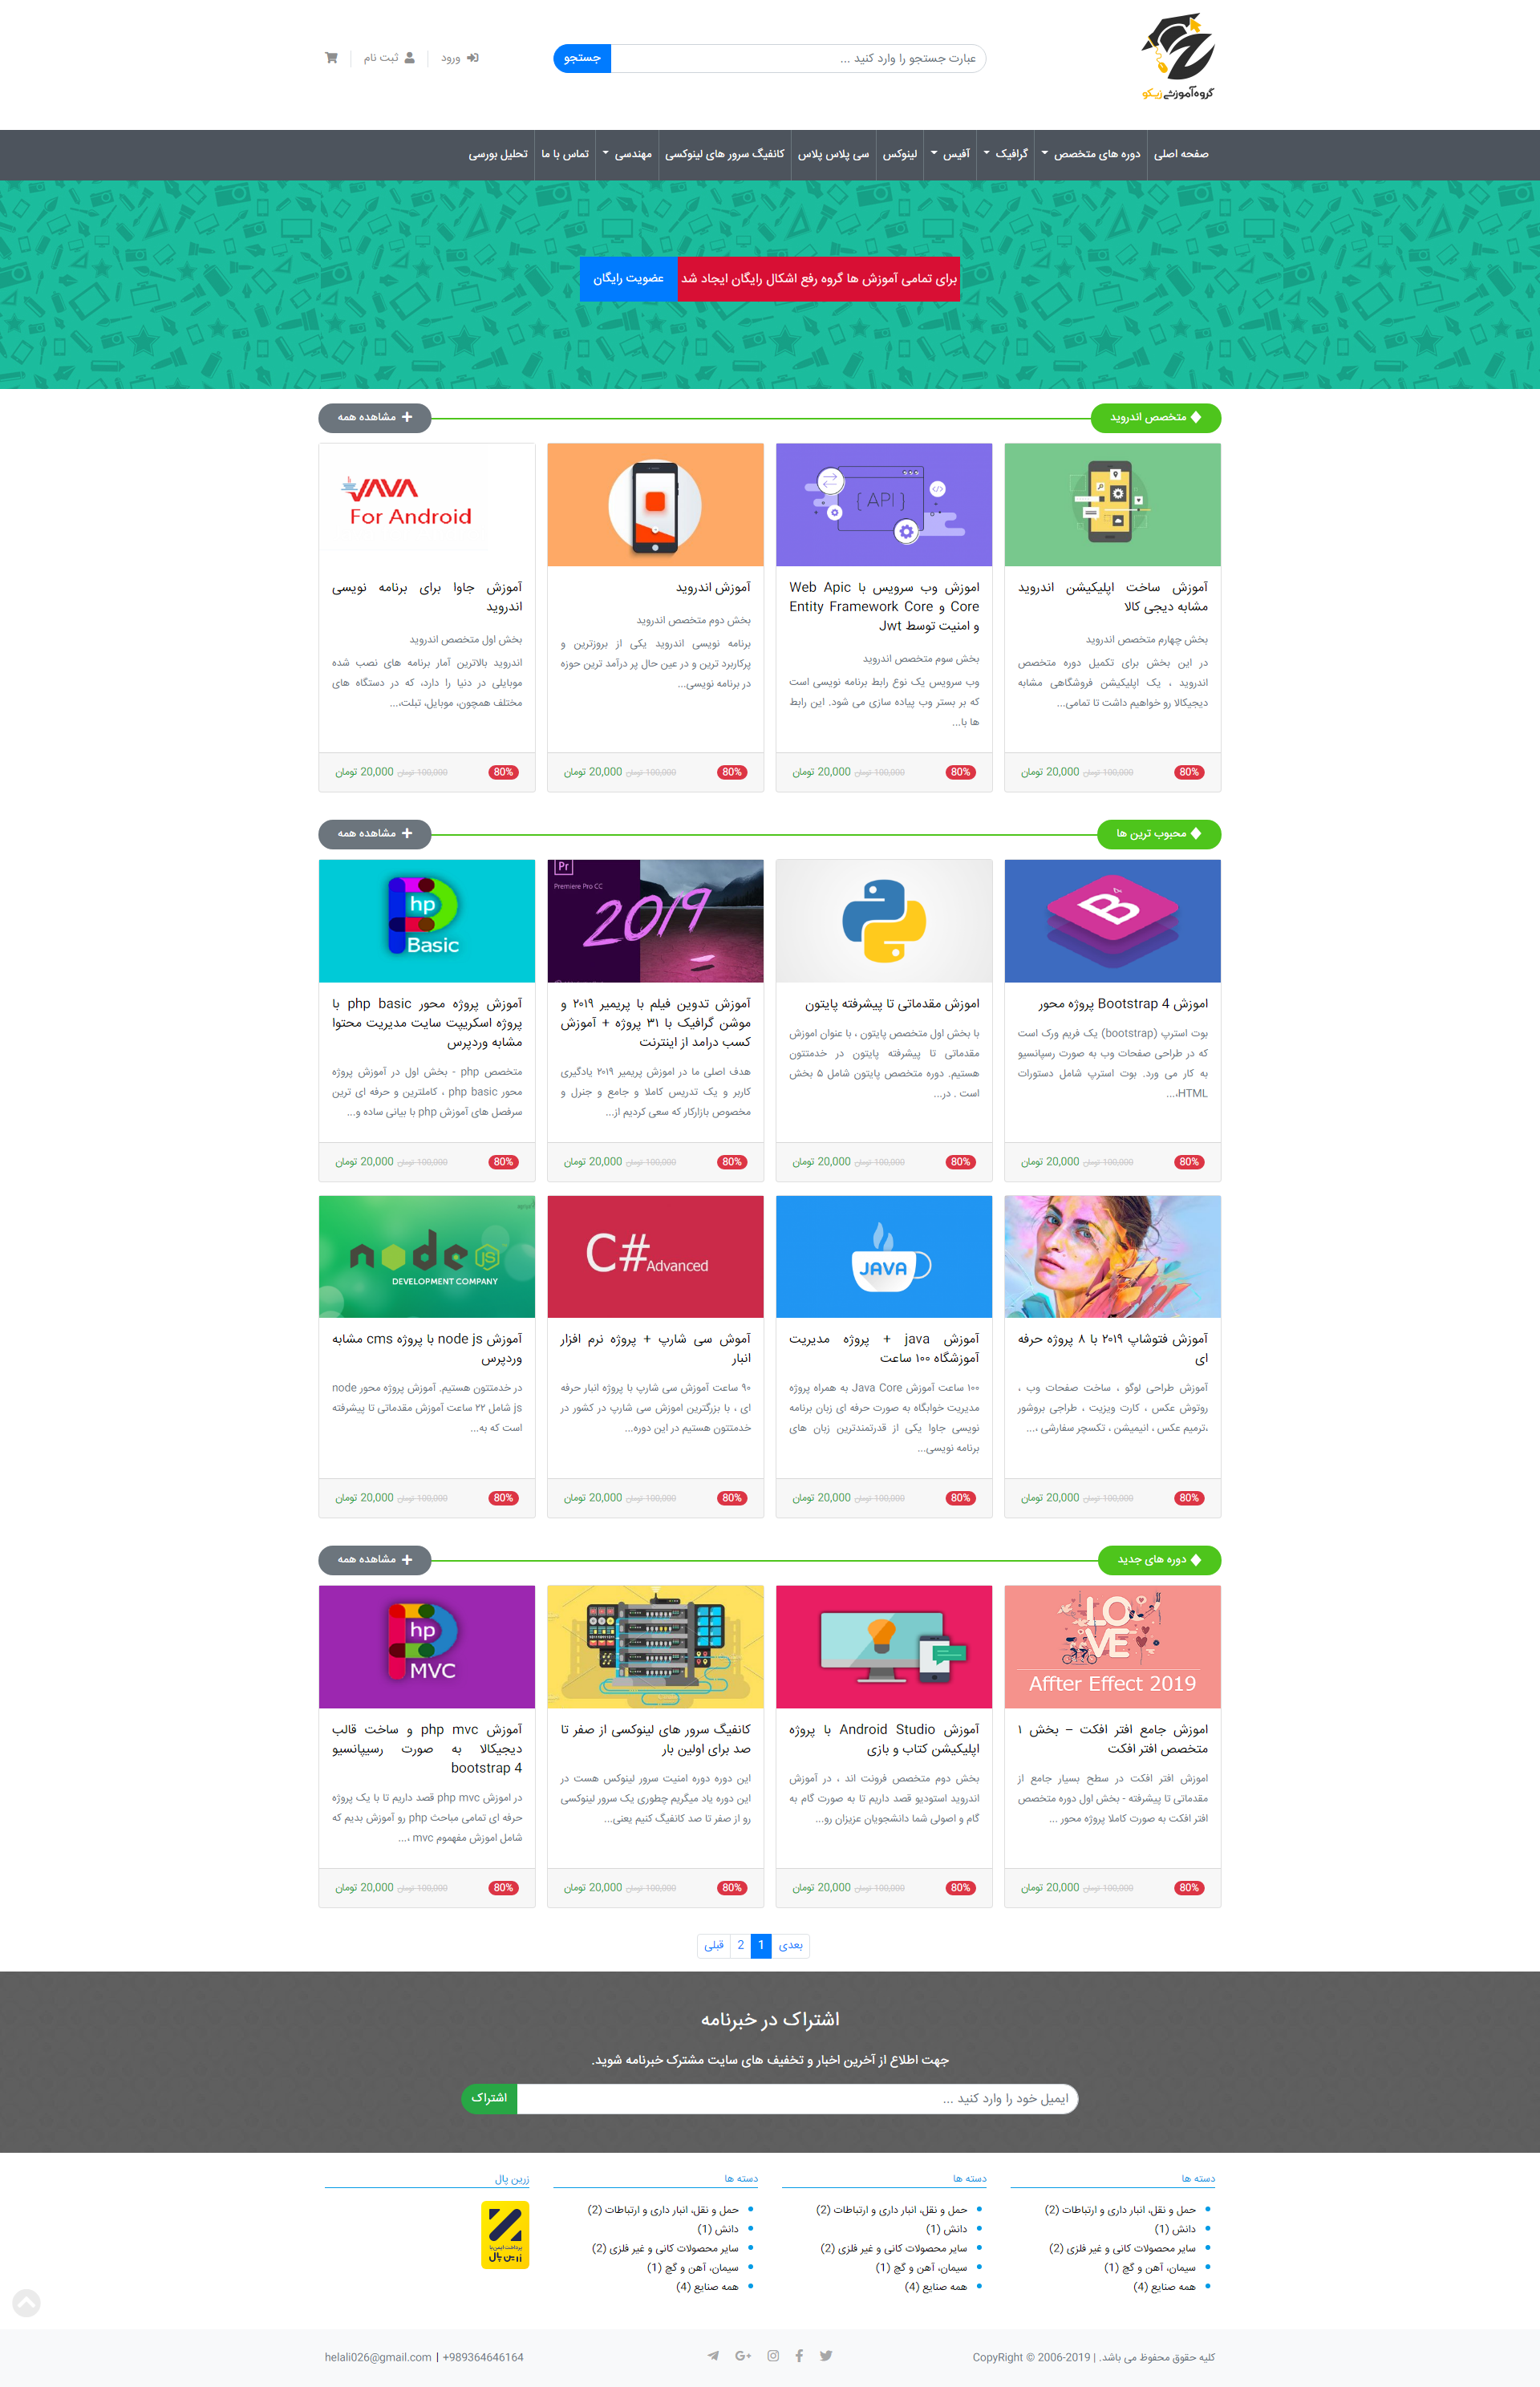 گروه آموزشی زیکو
عبارت جستجو را وارد کنید ...
جستجو
ورود
ثبت نام
صفحه اصلی
دوره های متخصص
گرافیک
آفیس
لینوکس
سی پلاس پلاس
کانفیگ سرور های لینوکسی
مهندسی
تماس با ما
تحلیل بورسی
برای تمامی آموزش ها گروه رفع اشکال رایگان ایجاد شد
عضویت رایگان
متخصص اندروید
مشاهده همه
آموزش ساخت اپلیکیشن اندروید
مشابه دیجی کالا
بخش چهارم متخصص اندروید
در این بخش برای تکمیل دوره متخصص
اندروید ، یک اپلیکیشن فروشگاهی مشابه
دیجیکالا رو خواهیم داشت تا تمامی...
80%
100,000 تومان 20,000 تومان
{ API }
اموزش وب سرویس با Web Apic
Core و Entity Framework Core
و امنیت توسط Jwt
بخش سوم متخصص اندروید
وب سرویس یک نوع رابط برنامه نویسی است
که بر بستر وب پیاده سازی می شود. این رابط
ها با...
80%
100,000 تومان 20,000 تومان
آموزش اندروید
بخش دوم متخصص اندروید
برنامه نویسی اندروید یکی از بروزترین و
پرکاربرد ترین و در عین حال پر درآمد ترین حوزه
در برنامه نویسی...
80%
100,000 تومان 20,000 تومان
JAVA
For Android
آموزش جاوا برای برنامه نویسی
اندروید
بخش اول متخصص اندروید
اندروید بالاترین آمار برنامه های نصب شده
موبایلی در دنیا را دارد، که در دستگاه های
مختلف همچون، موبایل، تبلت،...
80%
100,000 تومان 20,000 تومان
محبوب ترین ها
مشاهده همه
B
4
اموزش Bootstrap 4 پروژه محور
بوت استرپ (bootstrap) یک فریم ورک است
که در طراحی صفحات وب به صورت رسپانسیو
به کار می ورد. بوت استرپ شامل دستورات
HTML،...
80%
100,000 تومان 20,000 تومان
اموزش مقدماتی تا پیشرفته پایتون
با بخش اول متخصص پایتون ، با عنوان اموزش
مقدماتی تا پیشرفته پایتون در خدمتتون
هستیم. دوره متخصص پایتون شامل ۵ بخش
است . در...
80%
100,000 تومان 20,000 تومان
Pr
Premiere Pro CC
2019
آموزش تدوین فیلم با پریمیر ۲۰۱۹ و
موشن گرافیک با ۳۱ پروژه + آموزش
کسب درامد از اینترنت
هدف اصلی ما در اموزش پریمیر ۲۰۱۹ یادگیری
کاربر و یک تدریس کاملا و جامع و جنرل و
مخصوص بازارکار که سعی کردیم از...
80%
100,000 تومان 20,000 تومان
Php
Basic
آموزش پروژه محور php basic با
پروژه اسکریپت سایت مدیریت محتوا
مشابه وردپرس
متخصص php - بخش اول در آموزش پروژه
محور php basic ، کاملترین و حرفه ای ترین
سرفصل های آموزش php با بیانی ساده و...
80%
100,000 تومان 20,000 تومان
آموزش فتوشاپ ۲۰۱۹ با ۸ پروژه حرفه
ای
آموزش طراحی لوگو ، ساخت صفحات وب ،
روتوش عکس ، کارت ویزیت ، طراجی بروشور
،ترمیم عکس ، انیمیشن ، تکسچر سفارشی ،...
80%
100,000 تومان 20,000 تومان
JAVA
آموزش java + پروژه مدیریت
آموزشگاه ۱۰۰ ساعت
۱۰۰ ساعت آموزش Java Core به همراه پروژه
مدیریت خوابگاه به صورت حرفه ای زبان برنامه
نویسی جاوا یکی از قدرتمندترین زبان های
برنامه نویسی...
80%
100,000 تومان 20,000 تومان
C# Advanced
آموش سی شارپ + پروژه نرم افزار
انبار
۹۰ ساعت آموزش سی شارپ با پروژه انبار حرفه
ای ، با بزرگترین اموزش سی شارپ در کشور در
خدمتتون هستیم در این دوره...
80%
100,000 تومان 20,000 تومان
node JS
DEVELOPMENT COMPANY
آموزش node js با پروژه cms مشابه
وردپرس
در خدمتتون هستیم. آموزش پروژه محور node
js شامل ۲۲ ساعت آموزش مقدماتی تا پیشرفته
است که به...
80%
100,000 تومان 20,000 تومان
دوره های جدید
مشاهده همه
LOVE
Affter Effect 2019
اموزش جامع افتر افکت – بخش ۱
متخصص افتر افکت
اموزش افتر افکت در سطح بسیار جامع از
مقدماتی تا پیشرفته - بخش اول دوره متخصص
افتر افکت به صورت کاملا پروژه محور ...
80%
100,000 تومان 20,000 تومان
آموزش Android Studio با پروژه
اپلیکیشن کتاب و بازی
بخش دوم متخصص فرونت اند ، در آموزش
اندروید استودیو قصد داریم تا به صورت گام به
گام و اصولی شما دانشجویان عزیزان رو...
80%
100,000 تومان 20,000 تومان
کانفیگ سرور های لینوکسی از صفر تا
صد برای اولین بار
این دوره دوره امنیت سرور لینوکس هست در
این دوره یاد میگریم چطوری یک سرور لینوکسی
رو از صفر تا صد کانفیگ کنیم یعنی...
80%
100,000 تومان 20,000 تومان
Php
MVC
آموزش php mvc و ساخت قالب
دیجیکالا به صورت رسیپانسیو
bootstrap 4
در اموزش php mvc قصد داریم تا با یک پروژه
حرفه ای تمامی مباحث php رو آموزش بدیم که
شامل اموزش مفهموم mvc ،...
80%
100,000 تومان 20,000 تومان
بعدی
1
2
قبلی
اشتراک در خبرنامه
جهت اطلاع از آخرین اخبار و تخفیف های سایت مشترک خبرنامه شوید.
ایمیل خود را وارد کنید ...
اشتراک
دسته ها
حمل و نقل، انبار داری و ارتباطات (2)
دانش (1)
سایر محصولات کانی و غیر فلزی (2)
سیمان، آهن و گچ (1)
همه صنایع (4)
دسته ها
حمل و نقل، انبار داری و ارتباطات (2)
دانش (1)
سایر محصولات کانی و غیر فلزی (2)
سیمان، آهن و گچ (1)
همه صنایع (4)
دسته ها
حمل و نقل، انبار داری و ارتباطات (2)
دانش (1)
سایر محصولات کانی و غیر فلزی (2)
سیمان، آهن و گچ (1)
همه صنایع (4)
زرین پال
پرداخت ایمن با
زرین پال
کلیه حقوق محفوظ می باشد. | CopyRight © 2006-2019
helali026@gmail.com | +989364646164